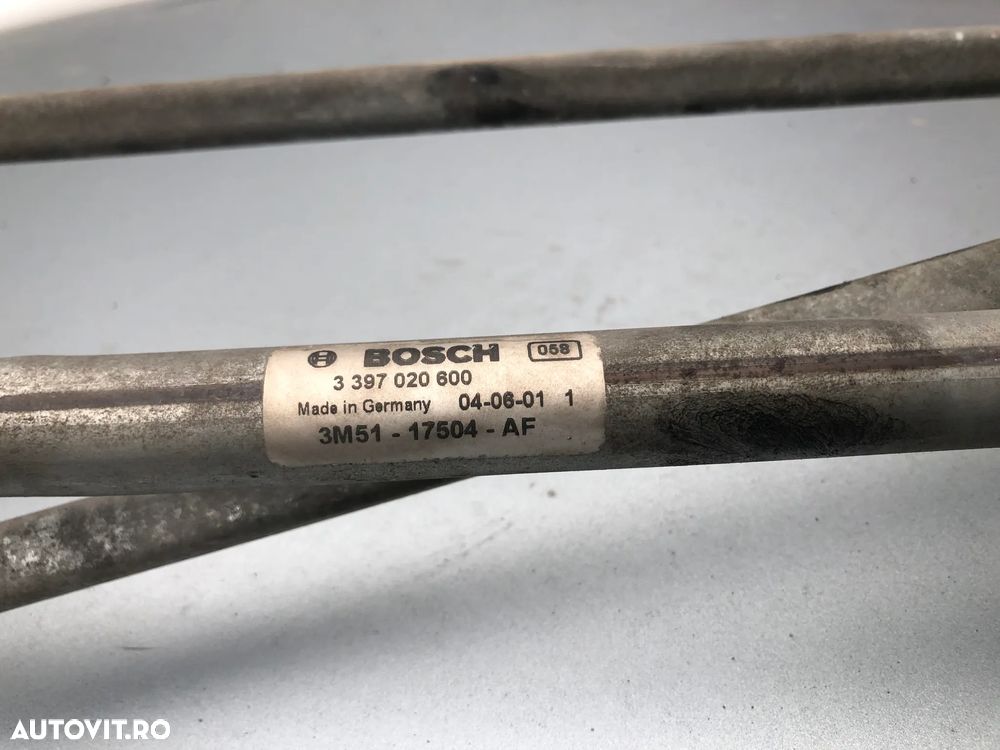 BOSCH 058
3 397 020 600
Made in Germany 04-06-01 1
3M51 - 17504 - AF
AUTOVIT.RO